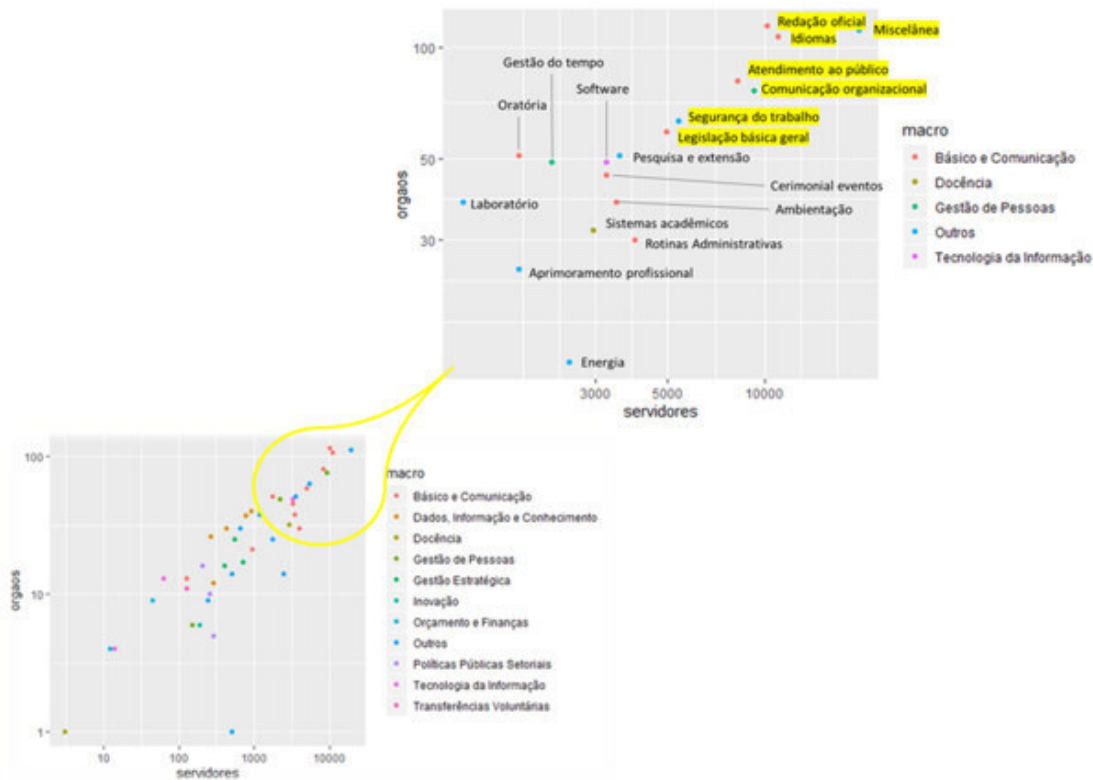 Redação oficial
Idiomas
Miscelânea
100
Gestão do tempo
Atendimento ao público
Software
Comunicação organizacional
Oratória
Segurança do trabalho
Legislação básica geral
macro
50
Pesquisa e extensão
Básico e Comunicação
orgaos
Cerimonial eventos
Docência
Laboratório
Ambientação
Gestão de Pessoas
Sistemas acadêmicos
30
Rotinas Administrativas
Outros
Tecnologia da Informação
Aprimoramento profissional
Energia
3000
5000
10000
servidores
100
macro
Básico e Comunicação
Dados, Informação e Conhecimento
Docência
Gestão de Pessoas
orgaos
Gestão Estratégica
10
Inovação
Orçamento e Finanças
Outros
Políticas Públicas Setoriais
Tecnologia da Informação
Transferências Voluntárias
1
10
100
1000
10000
servidores